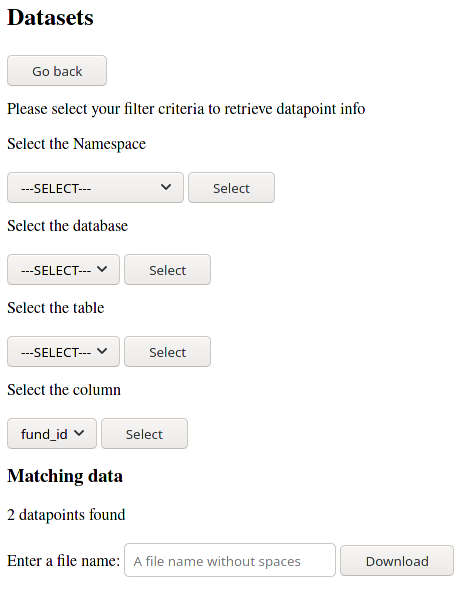 Datasets
Go back
Please select your filter criteria to retrieve datapoint info
Select the Namespace
---SELECT--- Select
Select the database
---SELECT--- Select
Select the table
---SELECT--- Select
Select the column
fund_id Select
Matching data
2 datapoints found
Enter a file name: A file name without spaces Download